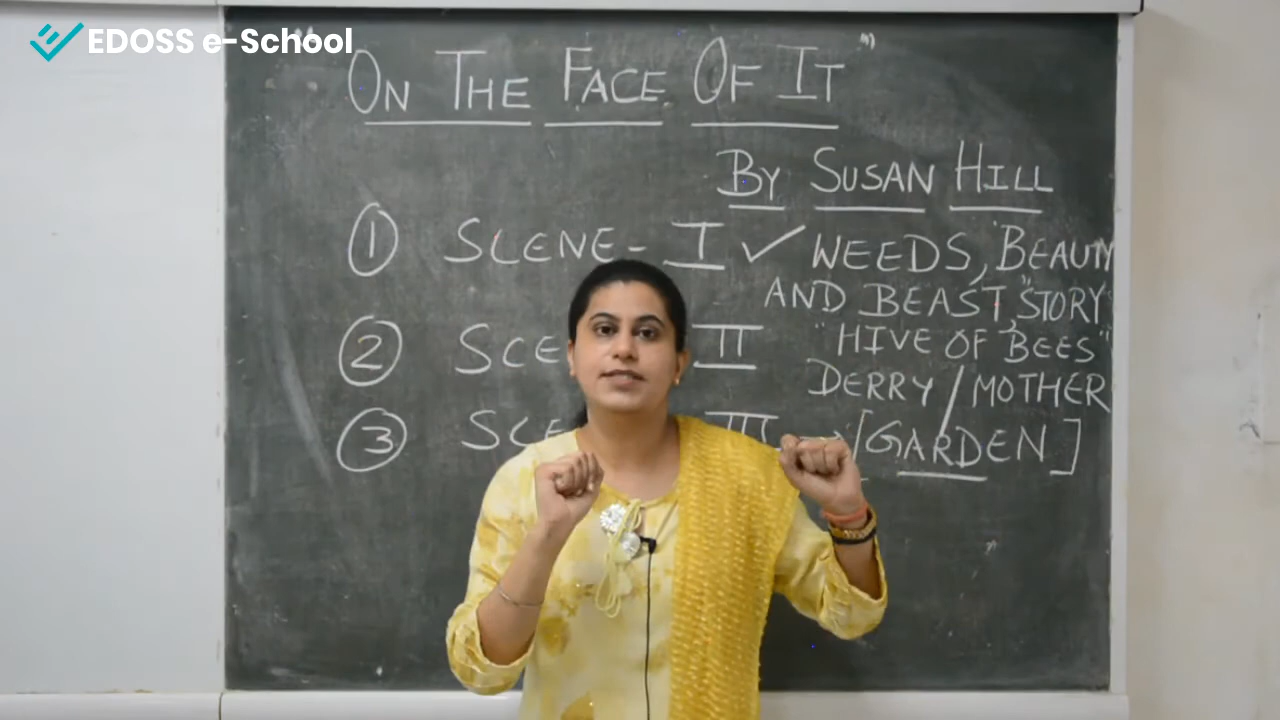 EDOSS e-School
"ON THE FACE OF IT"
BY SUSAN HILL
① SCENE - I ✓ WEEDS, "BEAUTY
AND BEAST", "STORY"
② SCE II "HIVE OF BEES"
DERRY / MOTHER
③ SCE III → [GARDEN]